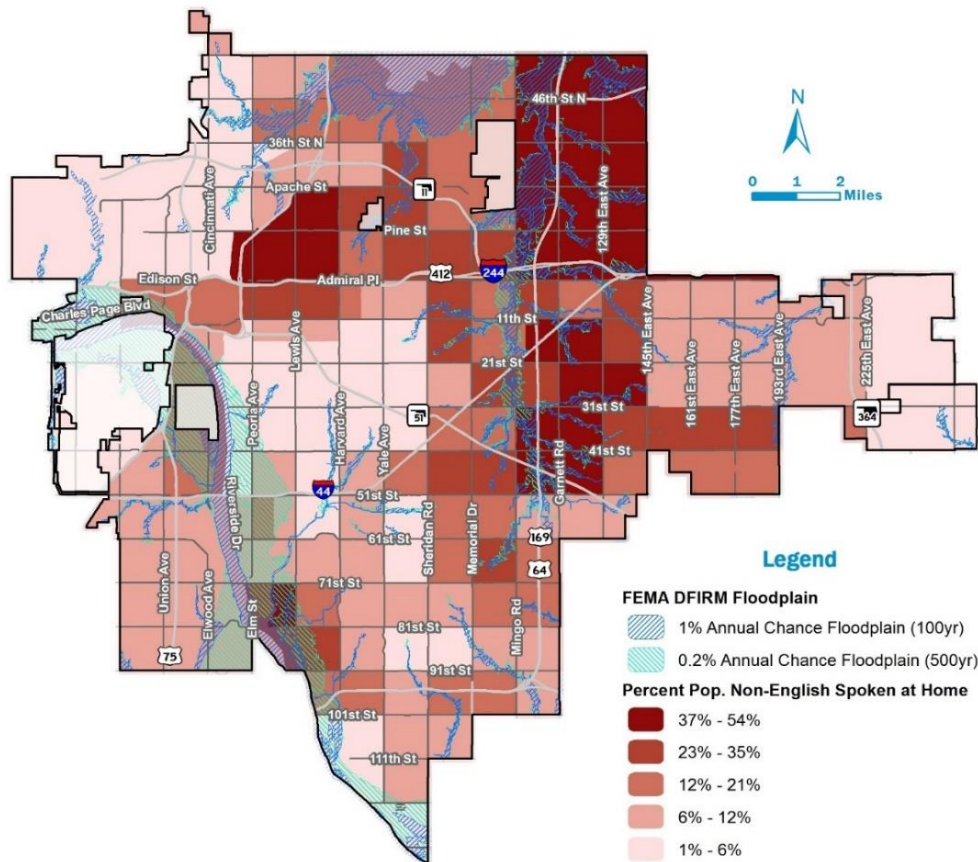 46th St N
N
36th St N
129th East Ave
0 1 2
Miles
Apache St
11
Cincinnati Ave
Pine St
Edison St
Admiral Pl
412
244
Charles Page Blvd
11th St
145th East Ave
161st East Ave
177th East Ave
193rd East Ave
225th East Ave
Lewis Ave
21st St
Peoria Ave
Harvard Ave
Yale Ave
51
31st St
364
41st St
Riverside Dr
44
51st St
Garnett Rd
Sheridan Rd
Memorial Dr
61st St
169
64
Union Ave
Elwood Ave
Elm St
71st St
Mingo Rd
81st St
75
91st St
101st St
111th St
Legend
FEMA DFIRM Floodplain
1% Annual Chance Floodplain (100yr)
0.2% Annual Chance Floodplain (500yr)
Percent Pop. Non-English Spoken at Home
37% - 54%
23% - 35%
12% - 21%
6% - 12%
1% - 6%